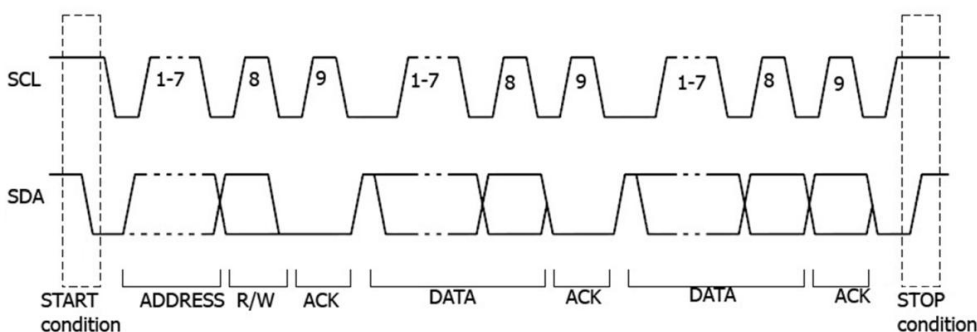 SCL
1-7
8
9
1-7
8
9
1-7
8
9
SDA
START
condition
ADDRESS
R/W
ACK
DATA
ACK
DATA
ACK
STOP
condition